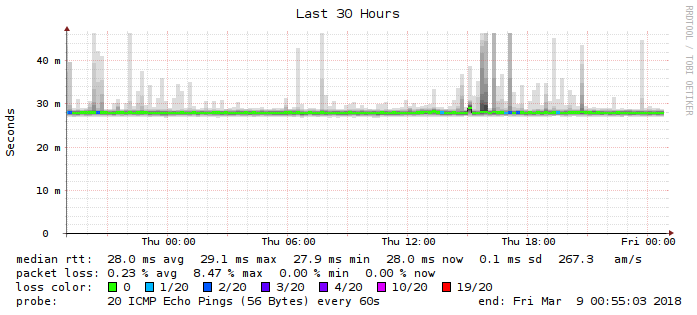 Last 30 Hours
RRDTOOL / TOBI OETIKER
Seconds
40 m
30 m
20 m
10 m
0
Thu 00:00 Thu 06:00 Thu 12:00 Thu 18:00 Fri 00:00
median rtt: 28.0 ms avg 29.1 ms max 27.9 ms min 28.0 ms now 0.1 ms sd 267.3 am/s
packet loss: 0.23 % avg 8.47 % max 0.00 % min 0.00 % now
loss color: 0 1/20 2/20 3/20 4/20 10/20 19/20
probe: 20 ICMP Echo Pings (56 Bytes) every 60s end: Fri Mar 9 00:55:03 2018